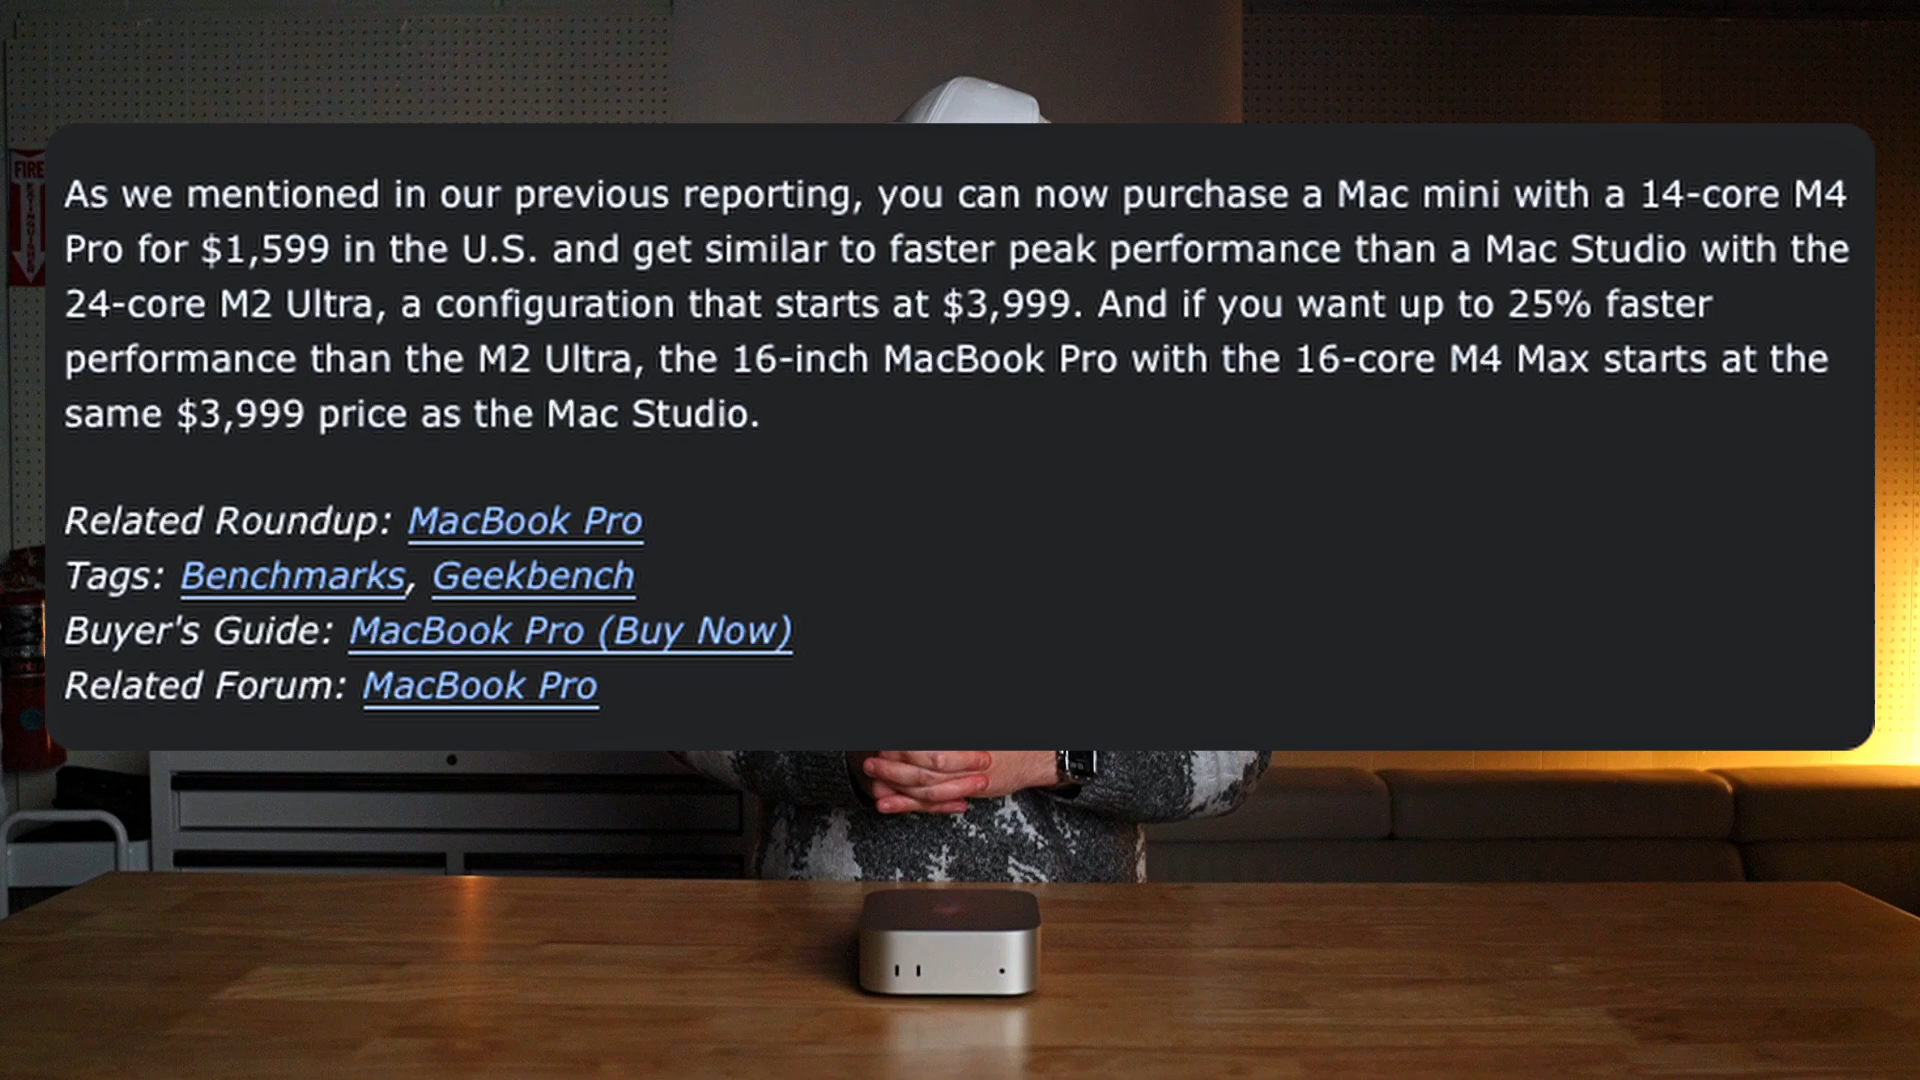 As we mentioned in our previous reporting, you can now purchase a Mac mini with a 14-core M4
Pro for $1,599 in the U.S. and get similar to faster peak performance than a Mac Studio with the
24-core M2 Ultra, a configuration that starts at $3,999. And if you want up to 25% faster
performance than the M2 Ultra, the 16-inch MacBook Pro with the 16-core M4 Max starts at the
same $3,999 price as the Mac Studio.
Related Roundup: MacBook Pro
Tags: Benchmarks, Geekbench
Buyer's Guide: MacBook Pro (Buy Now)
Related Forum: MacBook Pro
FIRE
EXTINGUISHER